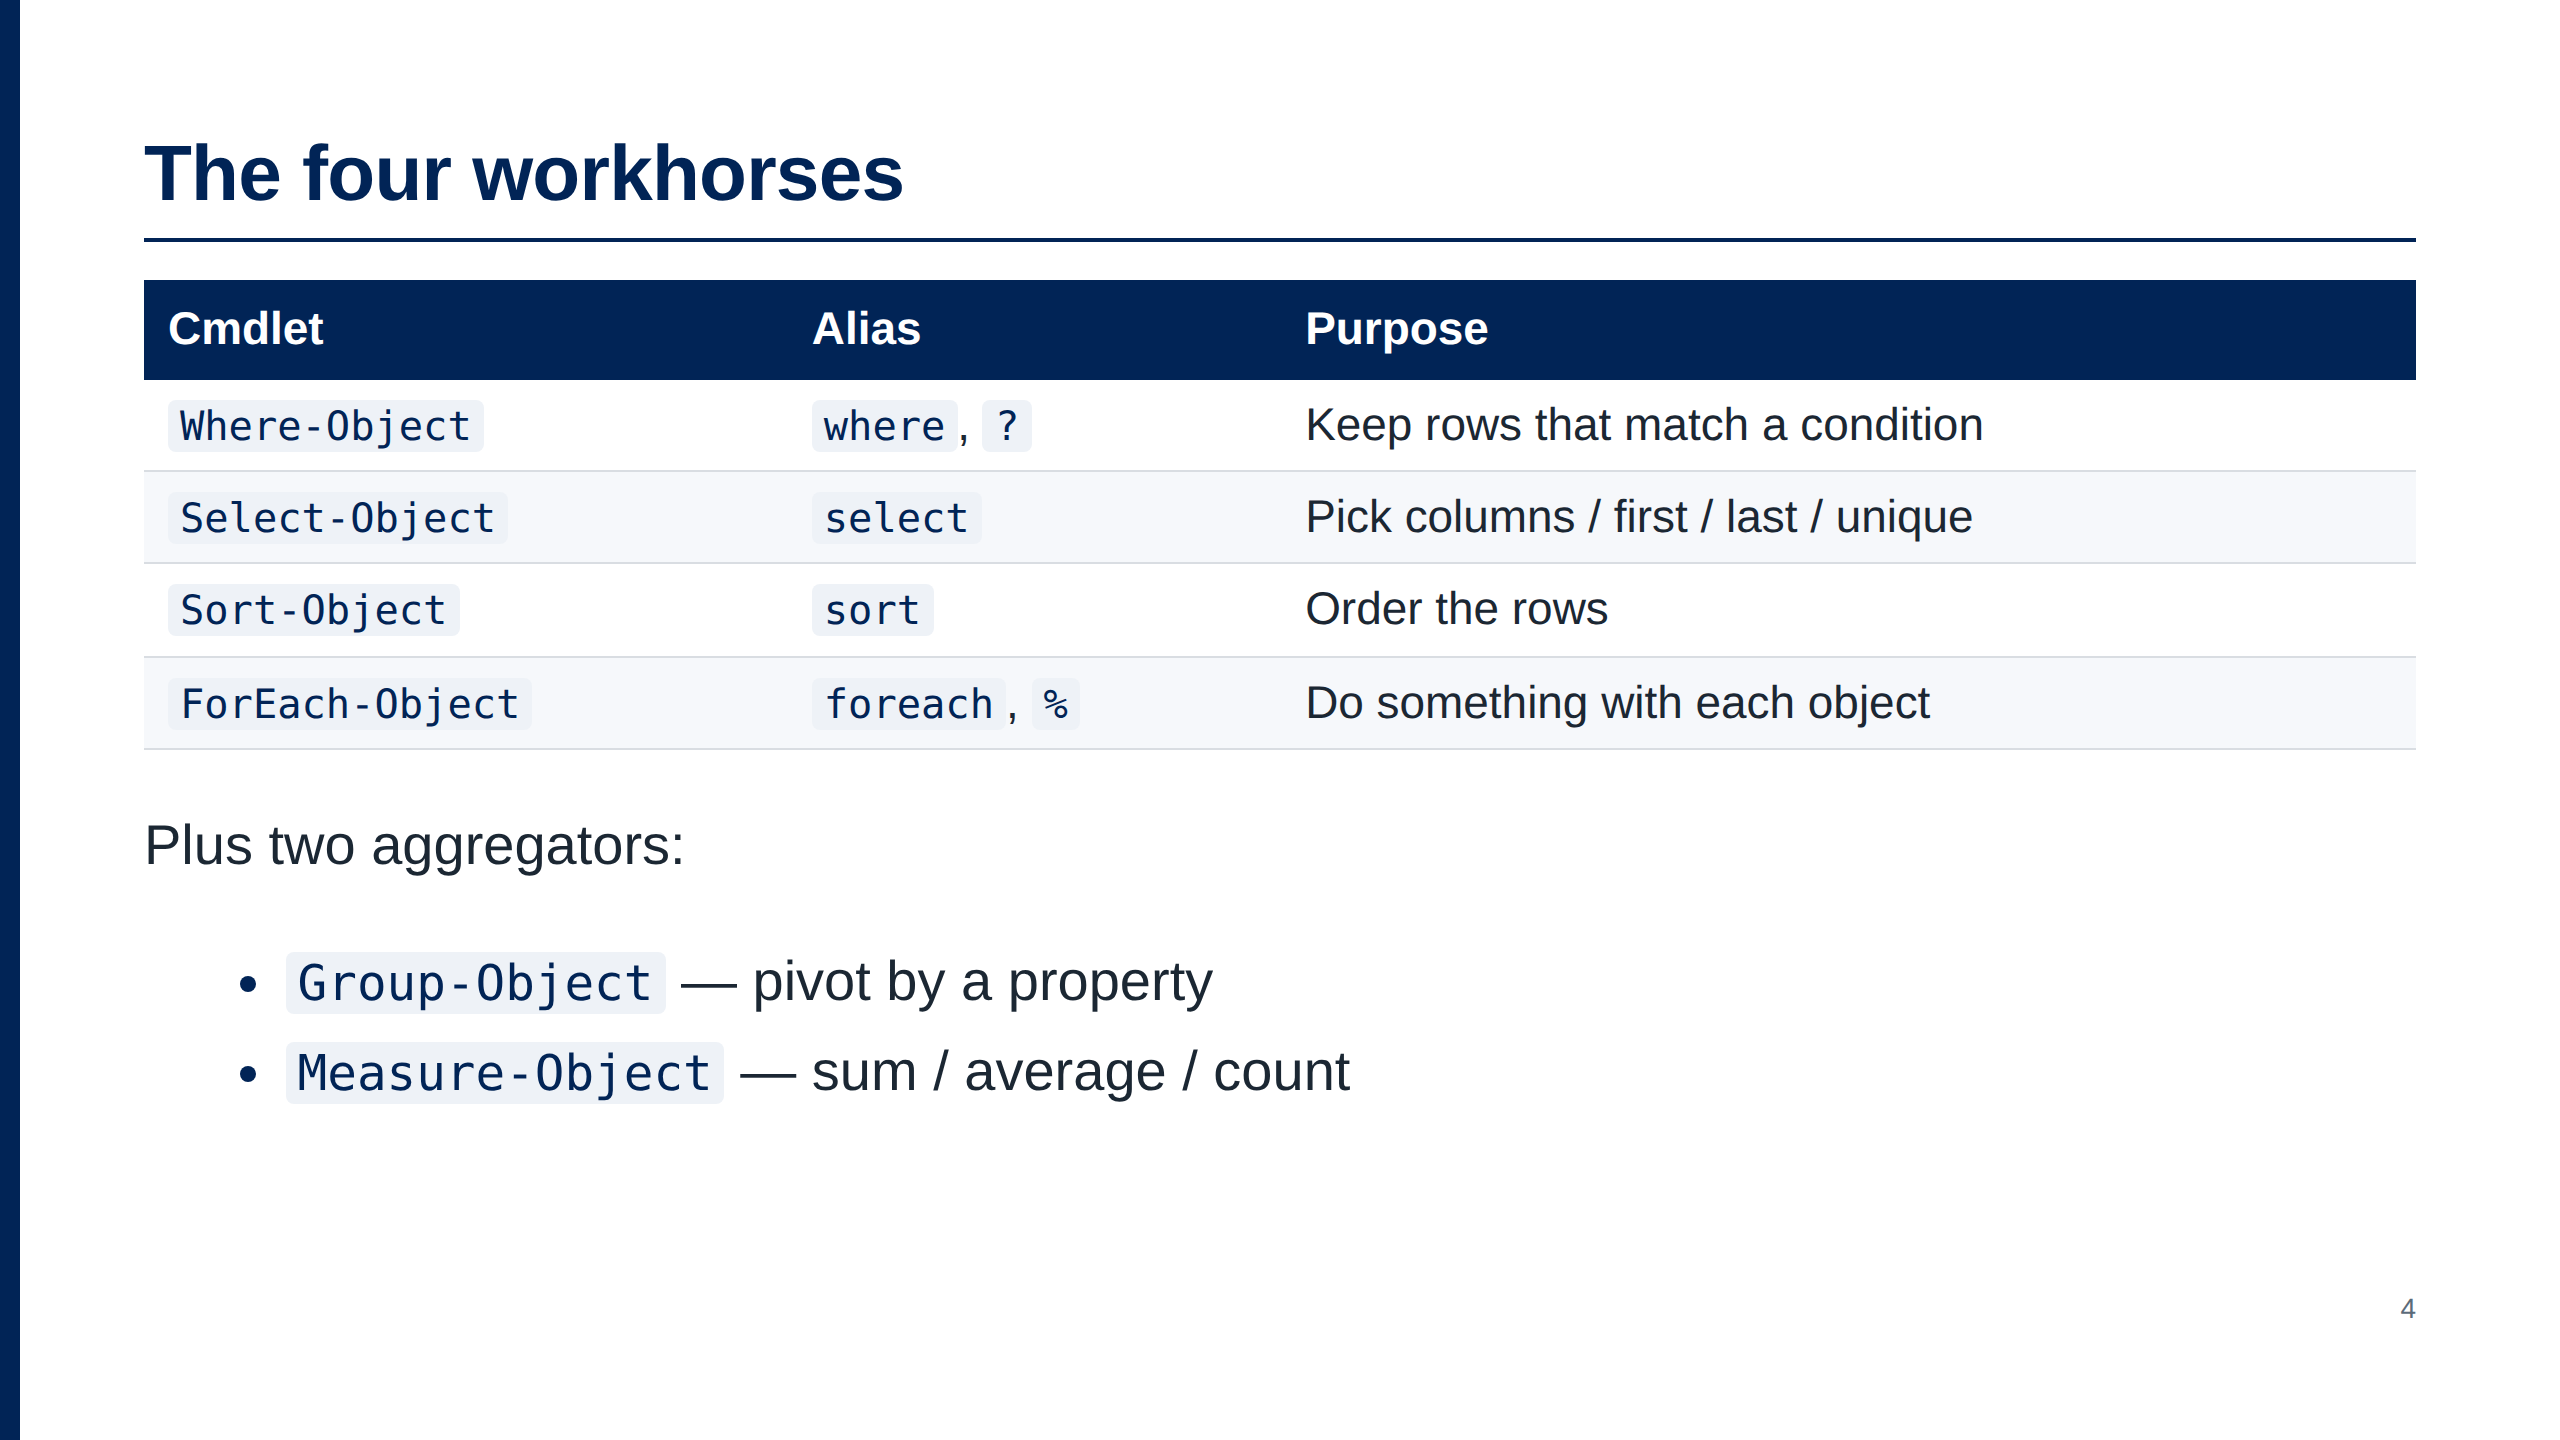 The four workhorses
Cmdlet Alias Purpose
Where-Object where, ? Keep rows that match a condition
Select-Object select Pick columns / first / last / unique
Sort-Object sort Order the rows
ForEach-Object foreach, % Do something with each object
Plus two aggregators:
• Group-Object — pivot by a property
• Measure-Object — sum / average / count
4